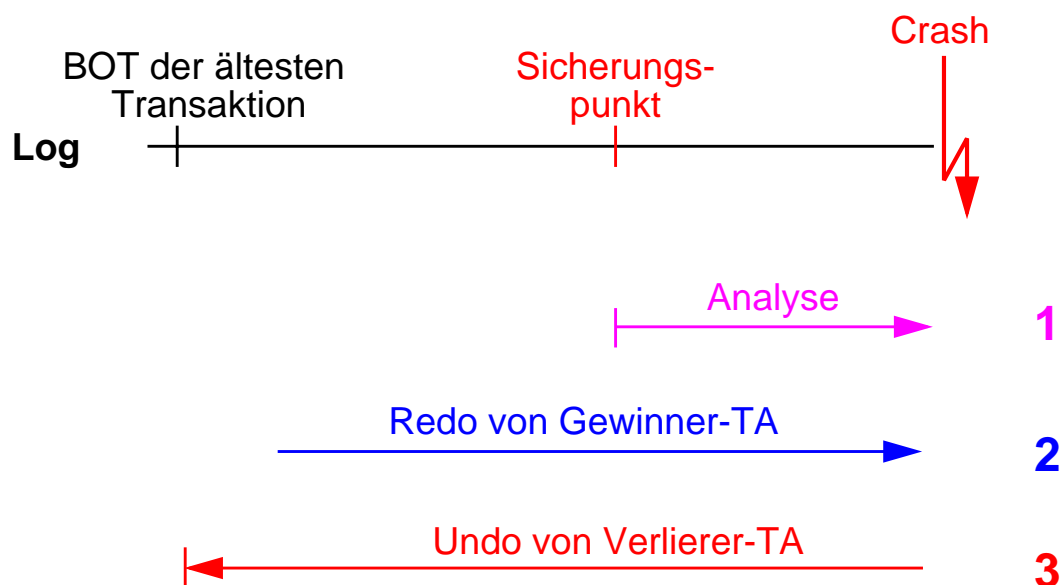 Crash
BOT der ältesten
Transaktion
Sicherungs-
punkt
Log
Analyse
1
Redo von Gewinner-TA
2
Undo von Verlierer-TA
3